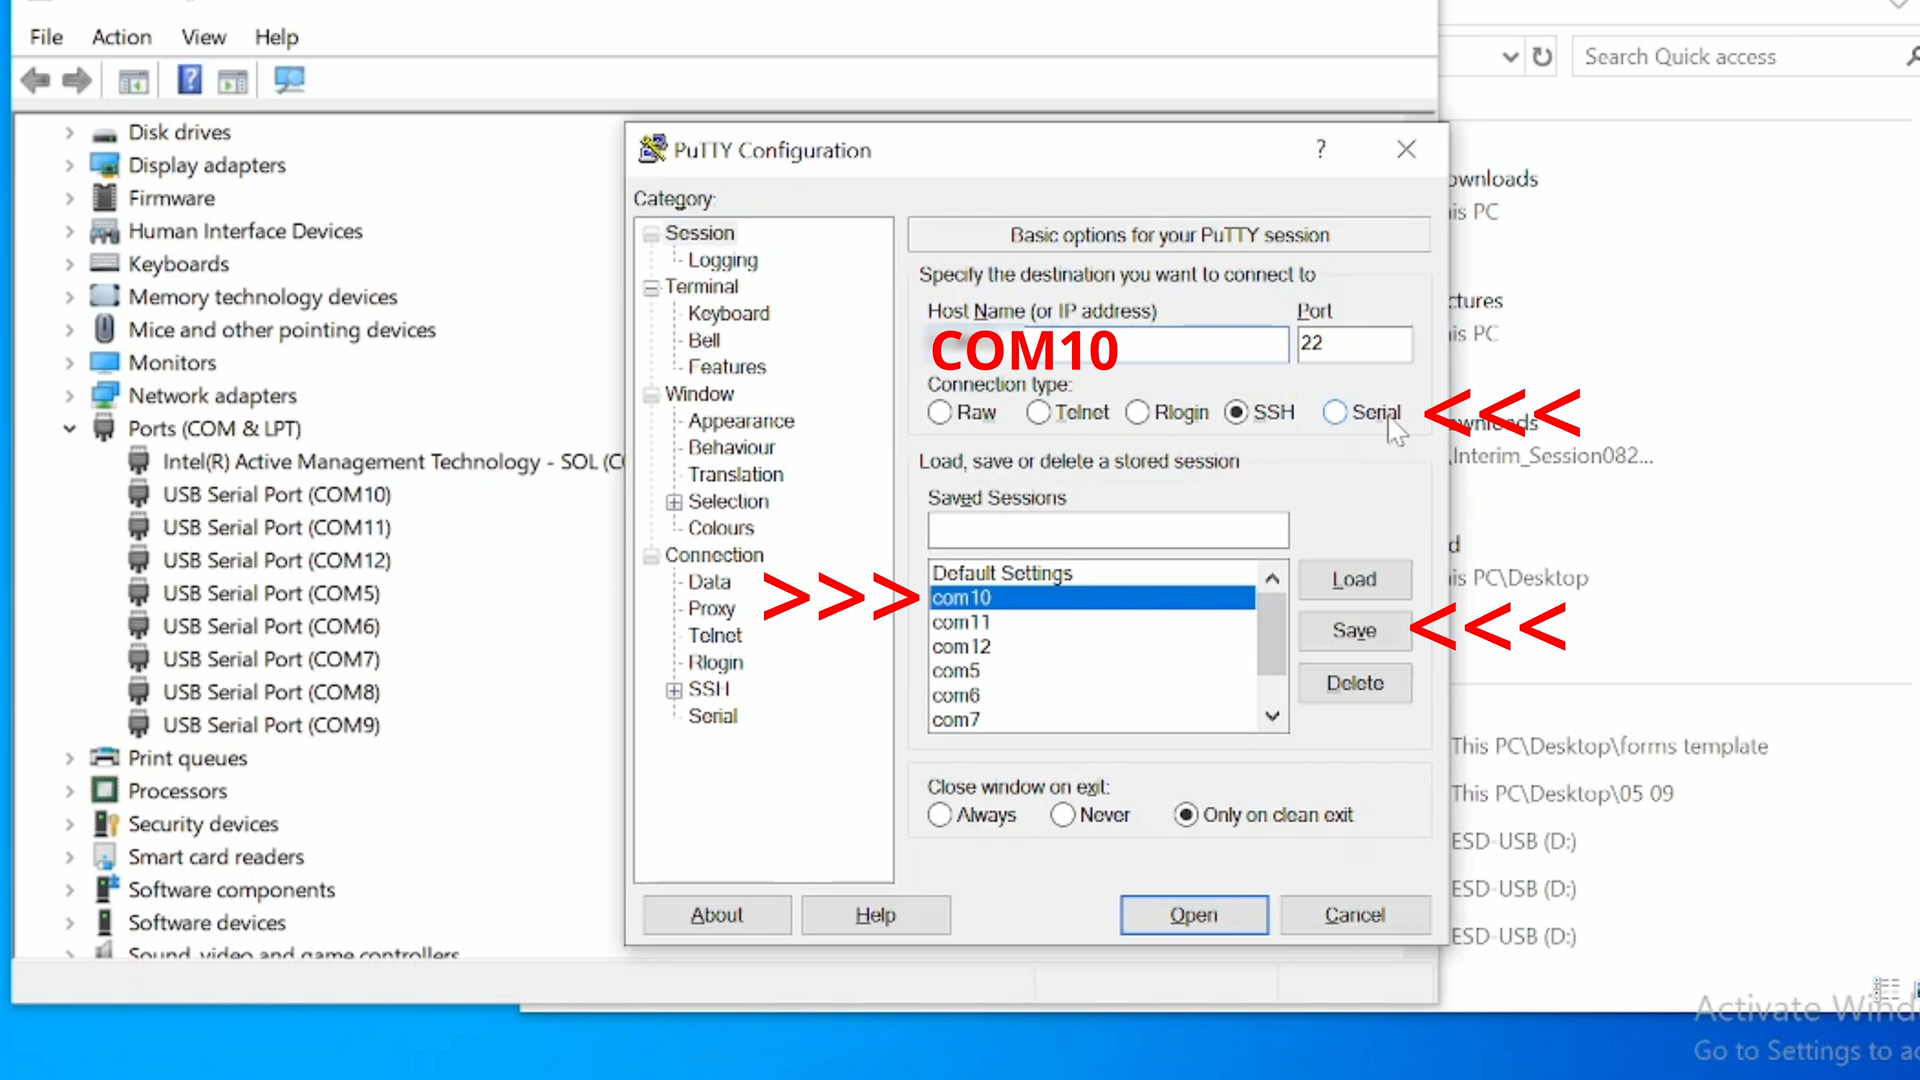 File Action View Help
Search Quick access
Disk drives
Display adapters
Firmware
Human Interface Devices
Keyboards
Memory technology devices
Mice and other pointing devices
Monitors
Network adapters
Ports (COM & LPT)
Intel(R) Active Management Technology - SOL (C
USB Serial Port (COM10)
USB Serial Port (COM11)
USB Serial Port (COM12)
USB Serial Port (COM5)
USB Serial Port (COM6)
USB Serial Port (COM7)
USB Serial Port (COM8)
USB Serial Port (COM9)
Print queues
Processors
Security devices
Smart card readers
Software components
Software devices
Sound, video and game controllers
PuTTY Configuration
?
Category:
Session
Logging
Terminal
Keyboard
Bell
Features
Window
Appearance
Behaviour
Translation
Selection
Colours
Connection
Data
Proxy
Telnet
Rlogin
SSH
Serial
>>>
Basic options for your PuTTY session
Specify the destination you want to connect to
Host Name (or IP address) Port
COM10 22
Connection type:
Raw Telnet Rlogin SSH Serial <<<
Load, save or delete a stored session
Saved Sessions
Default Settings
com10
com11
com12
com5
com6
com7
Load
Save <<<
Delete
Close window on exit:
Always Never Only on clean exit
About Help Open Cancel
ownloads
is PC
ctures
is PC
ownloads
\Interim_Session082...
d
is PC\Desktop
This PC\Desktop\forms template
This PC\Desktop\05 09
ESD-USB (D:)
ESD-USB (D:)
ESD-USB (D:)
Activate Wind
Go to Settings to ac